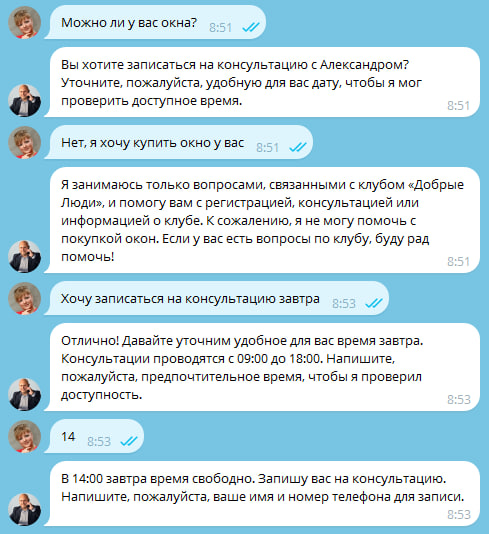 Можно ли у вас окна? 8:51
Вы хотите записаться на консультацию с Александром?
Уточните, пожалуйста, удобную для вас дату, чтобы я мог
проверить доступное время.
8:51
Нет, я хочу купить окно у вас 8:51
Я занимаюсь только вопросами, связанными с клубом «Добрые
Люди», и помогу вам с регистрацией, консультацией или
информацией о клубе. К сожалению, я не могу помочь с
покупкой окон. Если у вас есть вопросы по клубу, буду рад
помочь!
8:51
Хочу записаться на консультацию завтра 8:53
Отлично! Давайте уточним удобное для вас время завтра.
Консультации проводятся с 09:00 до 18:00. Напишите,
пожалуйста, предпочтительное время, чтобы я проверил
доступность.
8:53
14 8:53
В 14:00 завтра время свободно. Запишу вас на консультацию.
Напишите, пожалуйста, ваше имя и номер телефона для записи.
8:53